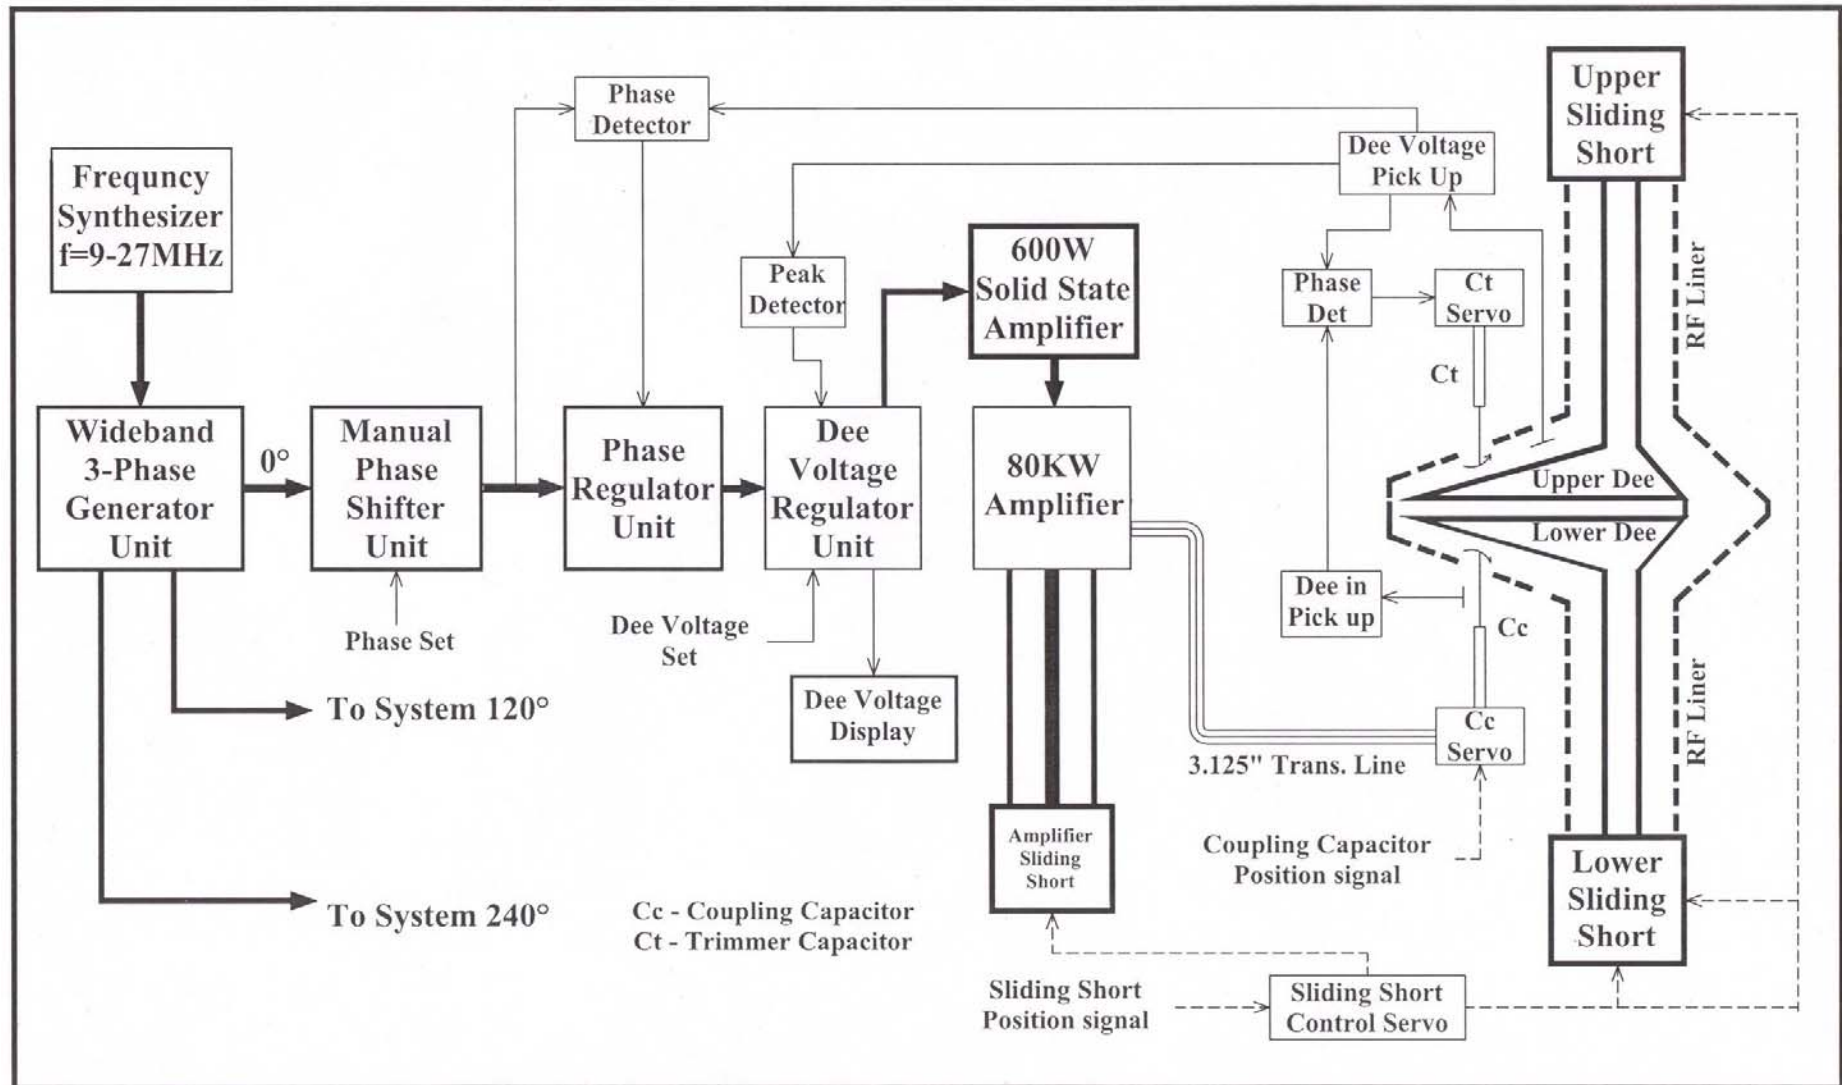 Upper
Sliding
Short
Phase
Detector
Dee Voltage
Pick Up
Frequncy
Synthesizer
f=9-27MHz
600W
Solid State
Amplifier
Peak
Detector
Phase
Det
Ct
Servo
RF Liner
Ct
Wideband
3-Phase
Generator
Unit
0°
Manual
Phase
Shifter
Unit
Phase
Regulator
Unit
Dee
Voltage
Regulator
Unit
80KW
Amplifier
Upper Dee
Lower Dee
Dee in
Pick up
Cc
Phase Set
Dee Voltage
Set
To System 120°
Dee Voltage
Display
Cc
Servo
RF Liner
3.125" Trans. Line
Amplifier
Sliding
Short
Coupling Capacitor
Position signal
Lower
Sliding
Short
To System 240°
Cc - Coupling Capacitor
Ct - Trimmer Capacitor
Sliding Short
Position signal
Sliding Short
Control Servo